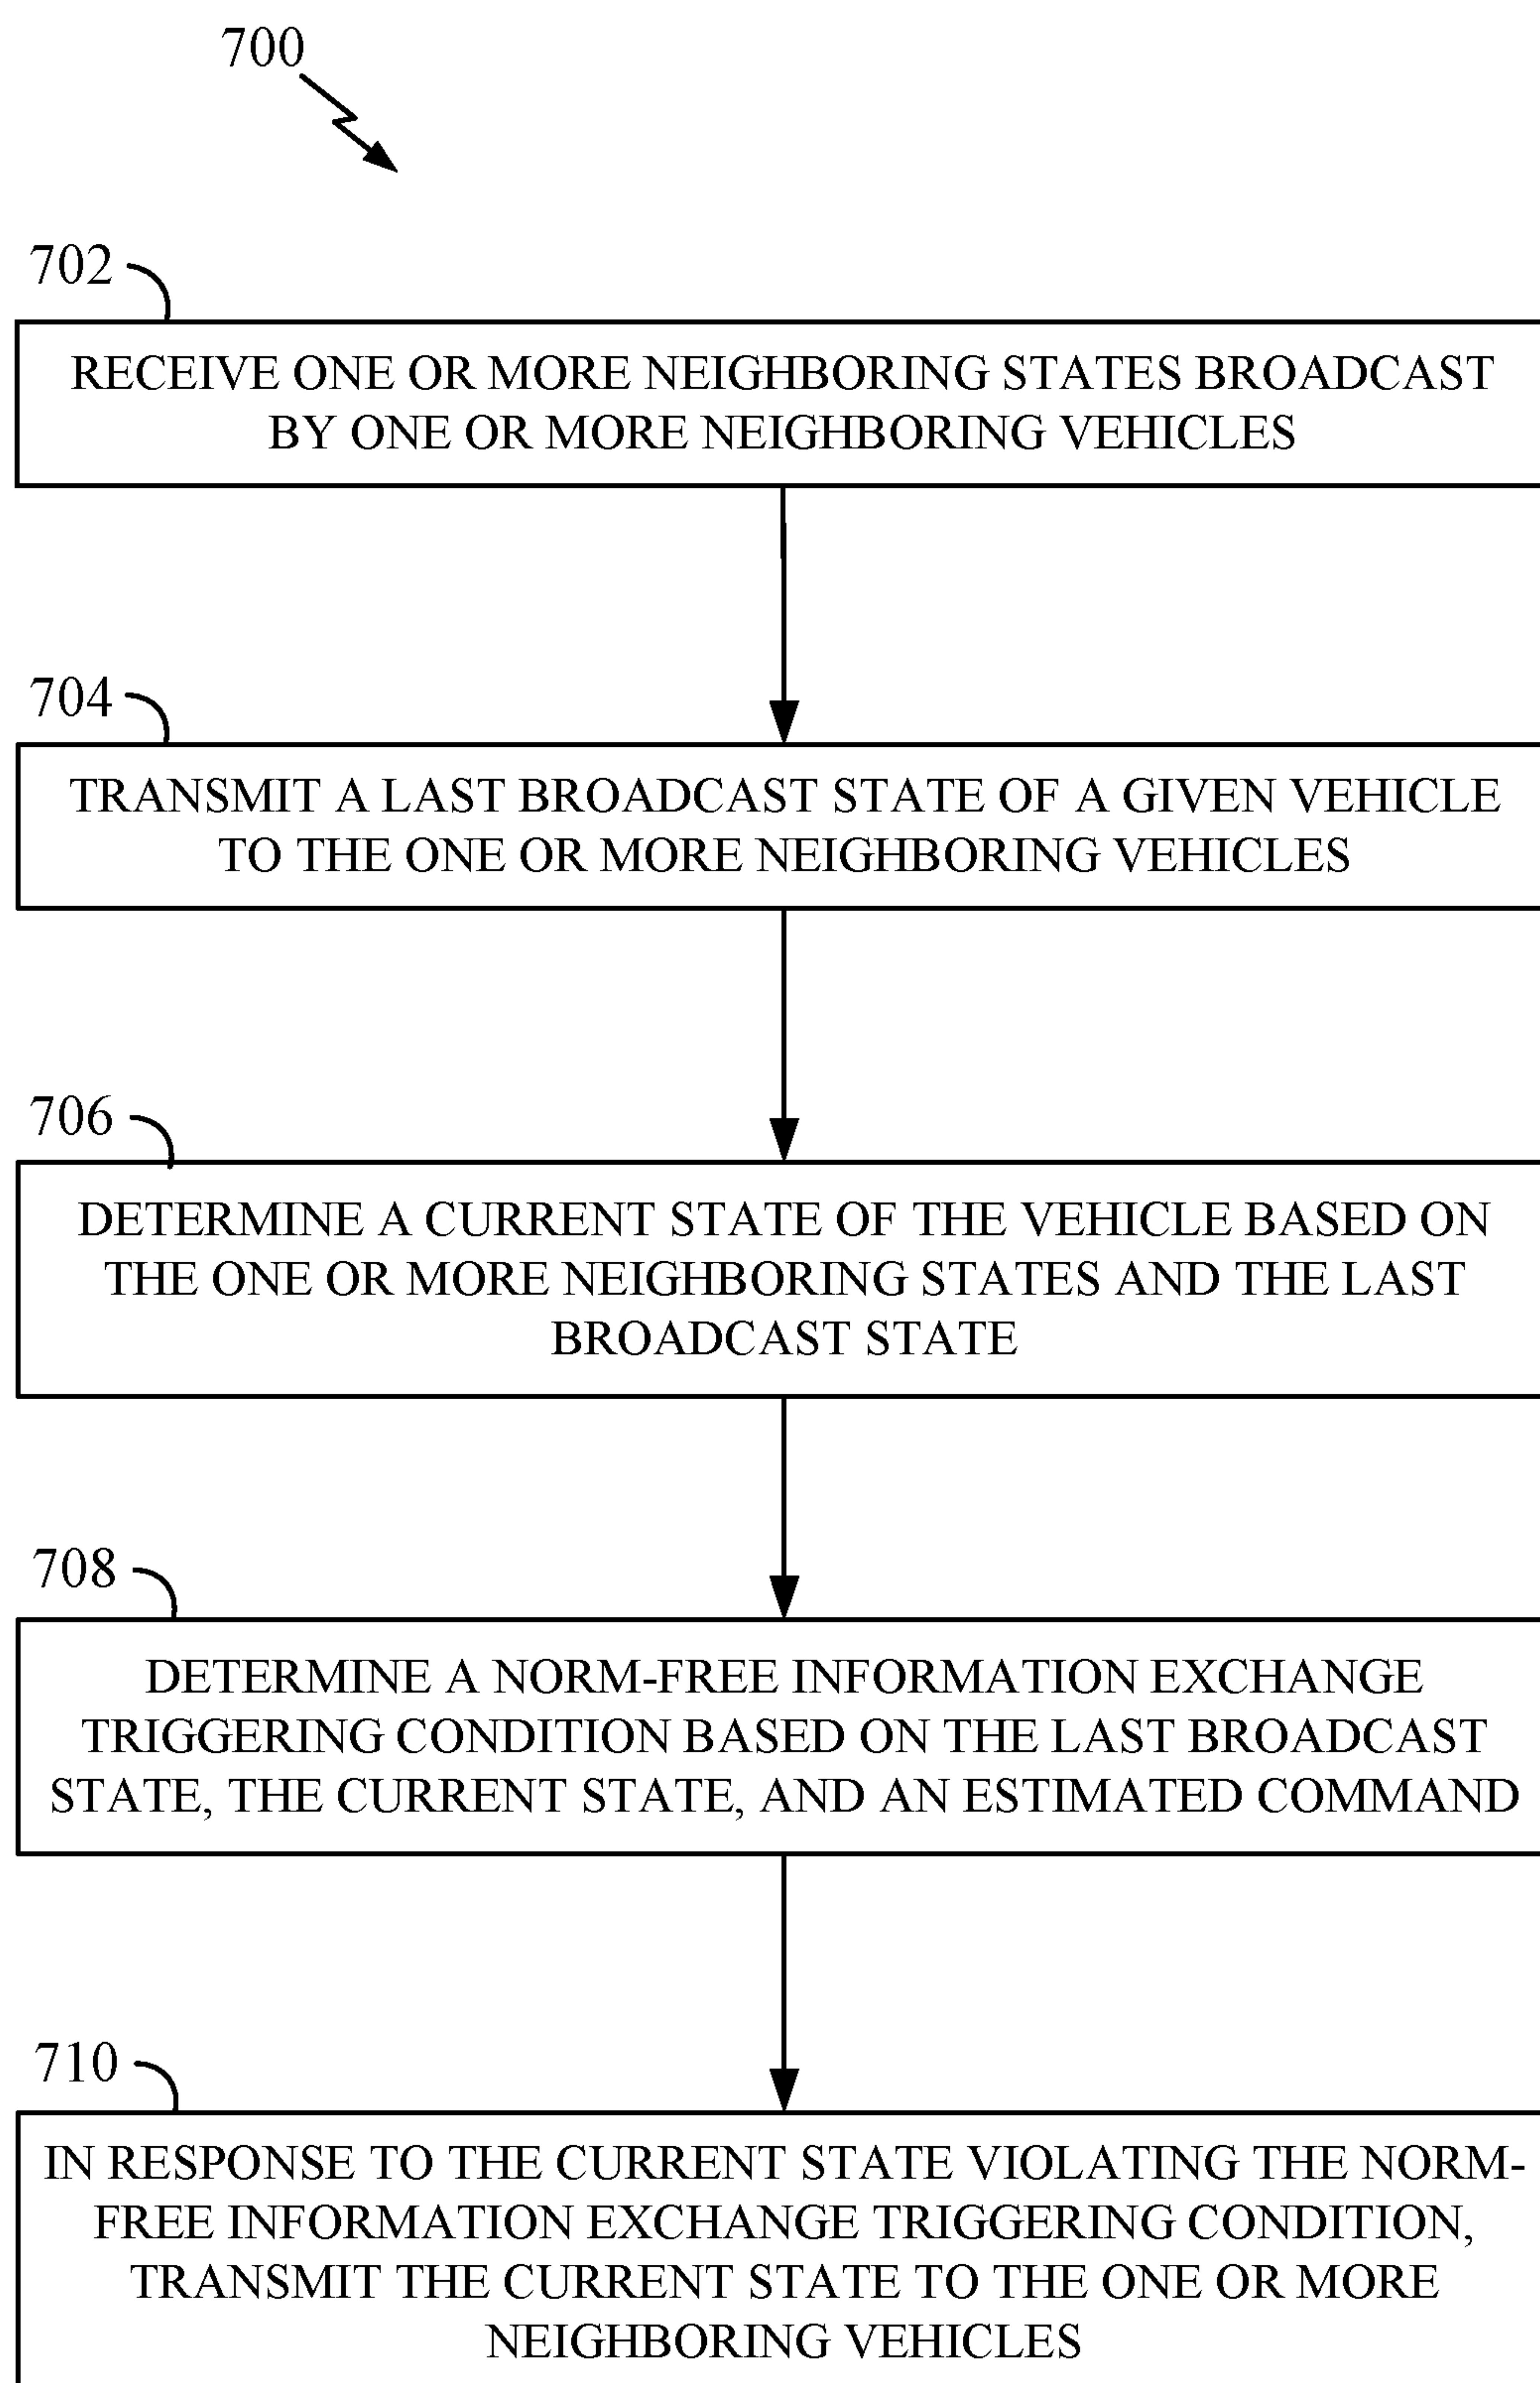 700
702
RECEIVE ONE OR MORE NEIGHBORING STATES BROADCAST
BY ONE OR MORE NEIGHBORING VEHICLES
704
TRANSMIT A LAST BROADCAST STATE OF A GIVEN VEHICLE
TO THE ONE OR MORE NEIGHBORING VEHICLES
706
DETERMINE A CURRENT STATE OF THE VEHICLE BASED ON
THE ONE OR MORE NEIGHBORING STATES AND THE LAST
BROADCAST STATE
708
DETERMINE A NORM-FREE INFORMATION EXCHANGE
TRIGGERING CONDITION BASED ON THE LAST BROADCAST
STATE, THE CURRENT STATE, AND AN ESTIMATED COMMAND
710
IN RESPONSE TO THE CURRENT STATE VIOLATING THE NORM-
FREE INFORMATION EXCHANGE TRIGGERING CONDITION,
TRANSMIT THE CURRENT STATE TO THE ONE OR MORE
NEIGHBORING VEHICLES